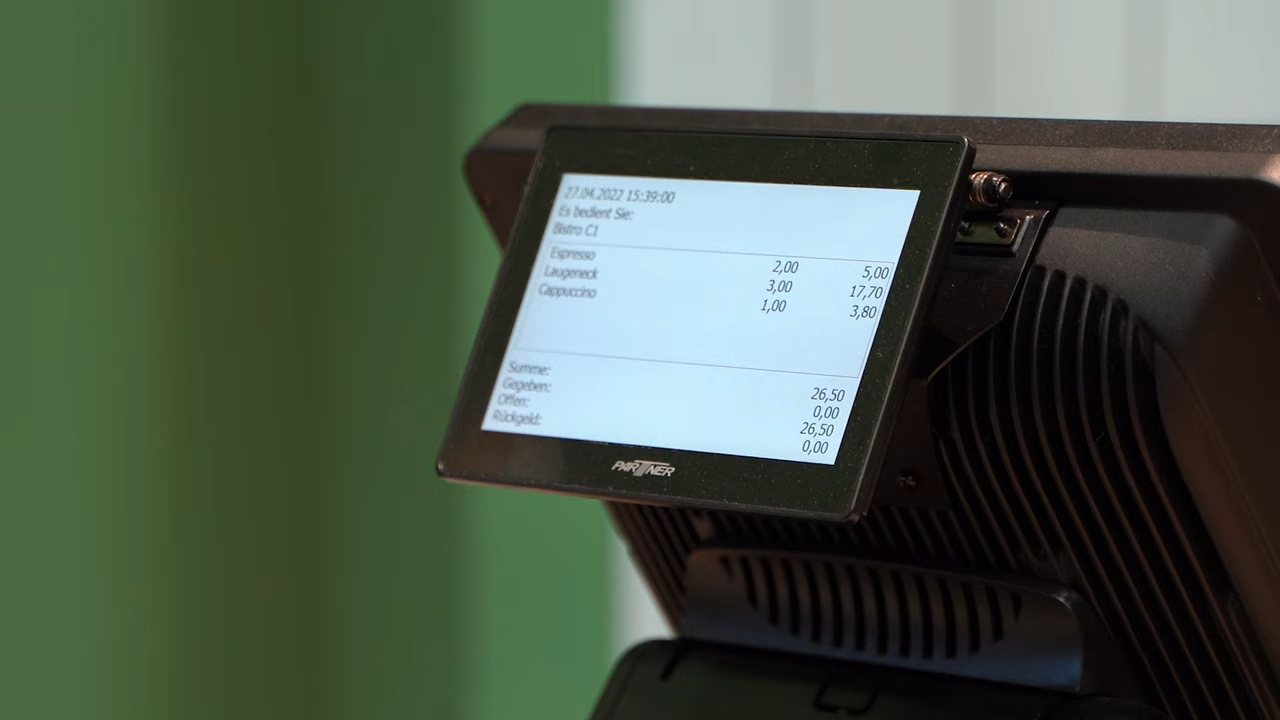 27.04.2022 15:39:00
Es bedient Sie:
Bistro C1
Espresso 2,00 5,00
Laugeneck 3,00 17,70
Cappuccino 1,00 3,80
Summe: 26,50
Gegeben: 0,00
Offen: 26,50
Rückgeld: 0,00
PARTNER